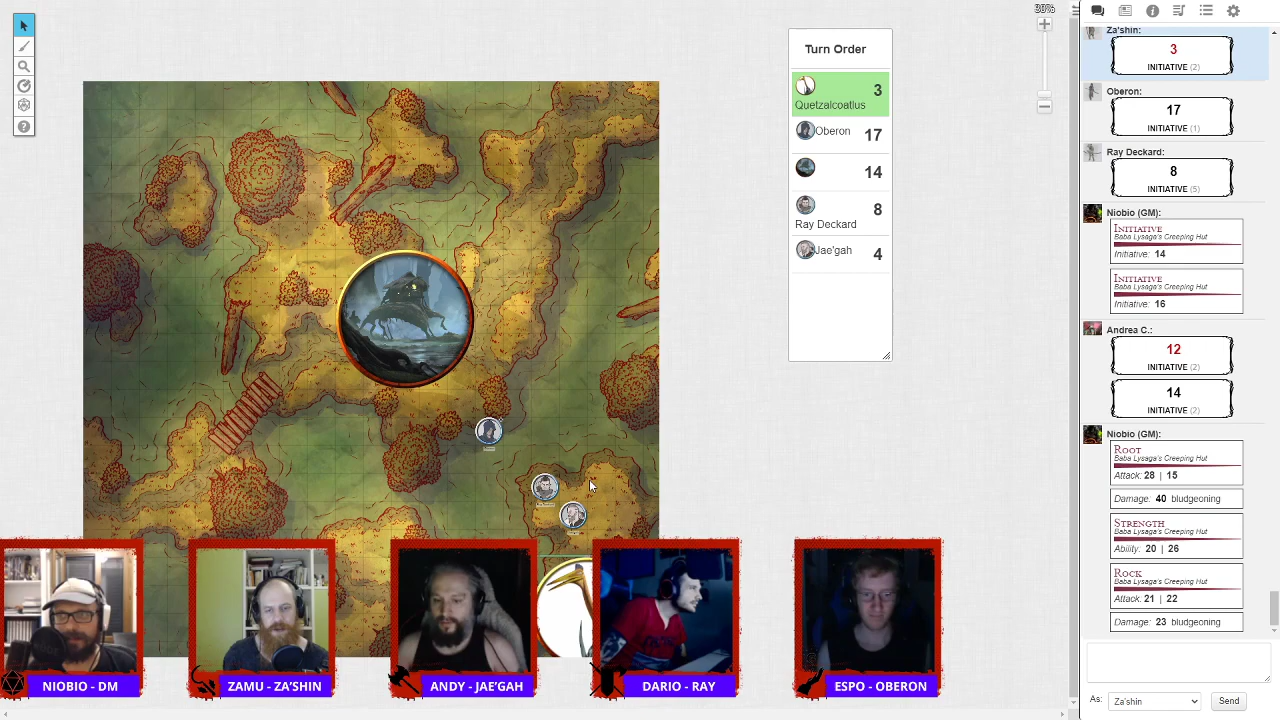 88%
Turn Order
3
Quetzalcoatlus
Oberon
17
14
8
Ray Deckard
Jae'gah
4
Za'shin:
3
INITIATIVE (2)
Oberon:
17
INITIATIVE (1)
Ray Deckard:
8
INITIATIVE (5)
Niobio (GM):
INITIATIVE
Baba Lysaga's Creeping Hut
Initiative: 14
INITIATIVE
Baba Lysaga's Creeping Hut
Initiative: 16
Andrea C.:
12
INITIATIVE (2)
14
INITIATIVE (2)
Niobio (GM):
ROOT
Baba Lysaga's Creeping Hut
Attack: 28 | 15
Damage: 40 bludgeoning
STRENGTH
Baba Lysaga's Creeping Hut
Ability: 20 | 26
ROCK
Baba Lysaga's Creeping Hut
Attack: 21 | 22
Damage: 23 bludgeoning
As:
Za'shin
Send
NIOBIO - DM
ZAMU - ZA'SHIN
ANDY - JAE'GAH
DARIO - RAY
ESPO - OBERON